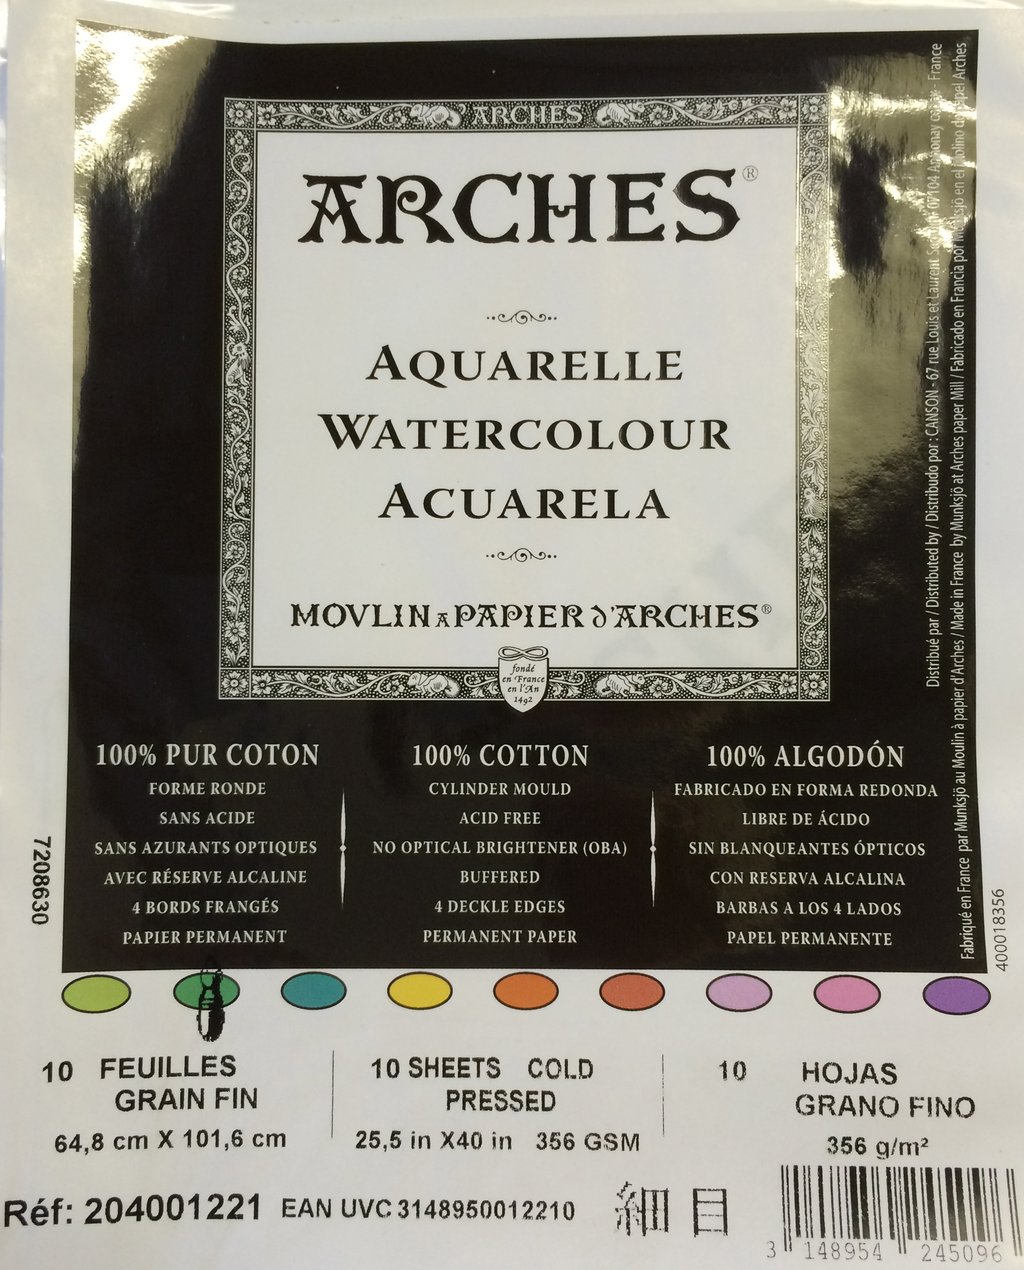 ARCHES
ARCHES®
AQUARELLE
WATERCOLOUR
ACUARELA
MOVLIN A PAPIER d'ARCHES®
fondé
en France
en l'An
1492
100% PUR COTON
FORME RONDE
SANS ACIDE
SANS AZURANTS OPTIQUES
AVEC RÉSERVE ALCALINE
4 BORDS FRANGÉS
PAPIER PERMANENT
100% COTTON
CYLINDER MOULD
ACID FREE
NO OPTICAL BRIGHTENER (OBA)
BUFFERED
4 DECKLE EDGES
PERMANENT PAPER
100% ALGODÓN
FABRICADO EN FORMA REDONDA
LIBRE DE ÁCIDO
SIN BLANQUEANTES ÓPTICOS
CON RESERVA ALCALINA
BARBAS A LOS 4 LADOS
PAPEL PERMANENTE
Distribué par / Distributed by / Distribudo por : CANSON - 67 rue Louis et Laurent 07104 France
Fabriqué en France par Munksjö au Moulin à papier d'Arches / Made in France by Munksjö at Arches paper Mill / Fabricado en Francia por Munksjö en el Molino de papel Arches
7208630
400018356
10 FEUILLES
GRAIN FIN
64,8 cm X 101,6 cm
10 SHEETS COLD
PRESSED
25,5 in X40 in 356 GSM
10 HOJAS
GRANO FINO
356 g/m²
Réf: 204001221 EAN UVC 3148950012210 細目
3 148954 245096